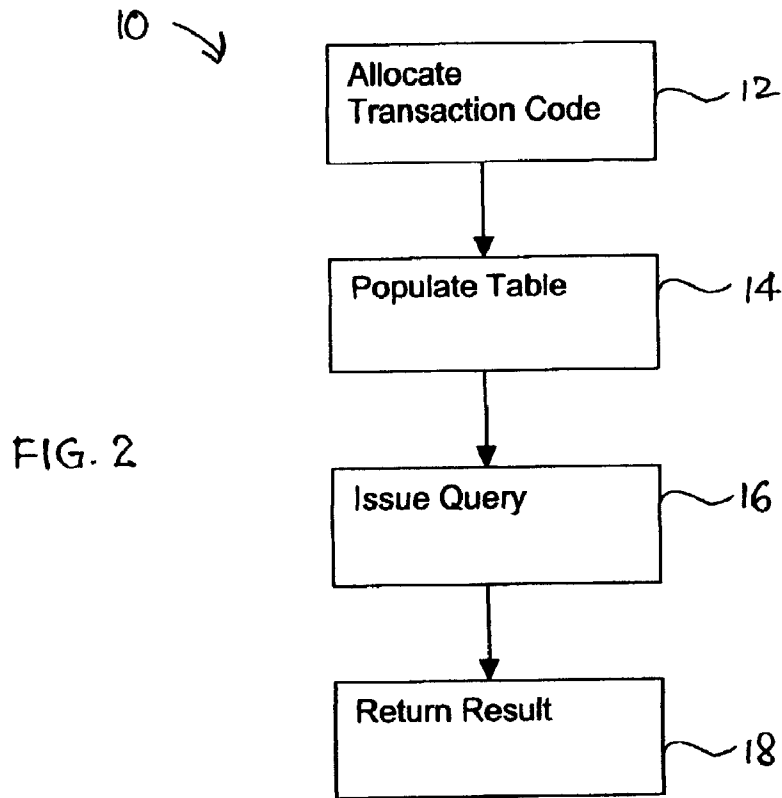 10
Allocate
Transaction Code
12
Populate Table
14
FIG. 2
Issue Query
16
Return Result
18